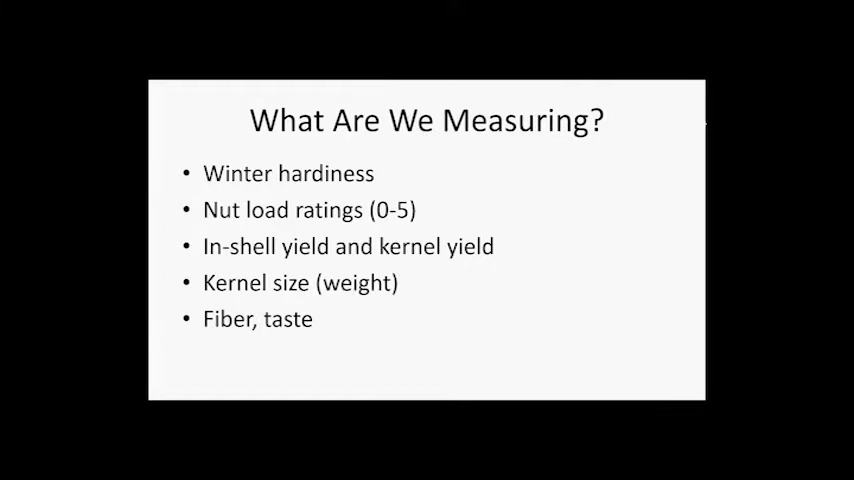 What Are We Measuring?
• Winter hardiness
• Nut load ratings (0-5)
• In-shell yield and kernel yield
• Kernel size (weight)
• Fiber, taste